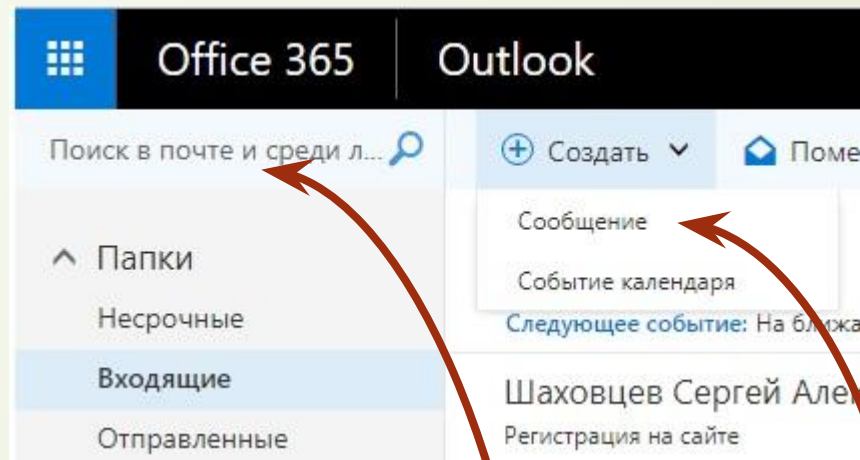 Office 365 Outlook
Поиск в почте и среди л...
Создать
Поме
Сообщение
Событие календаря
Папки
Несрочные
Входящие
Отправленные
Следующее событие: На ближа
Шаховцев Сергей Але
Регистрация на сайте